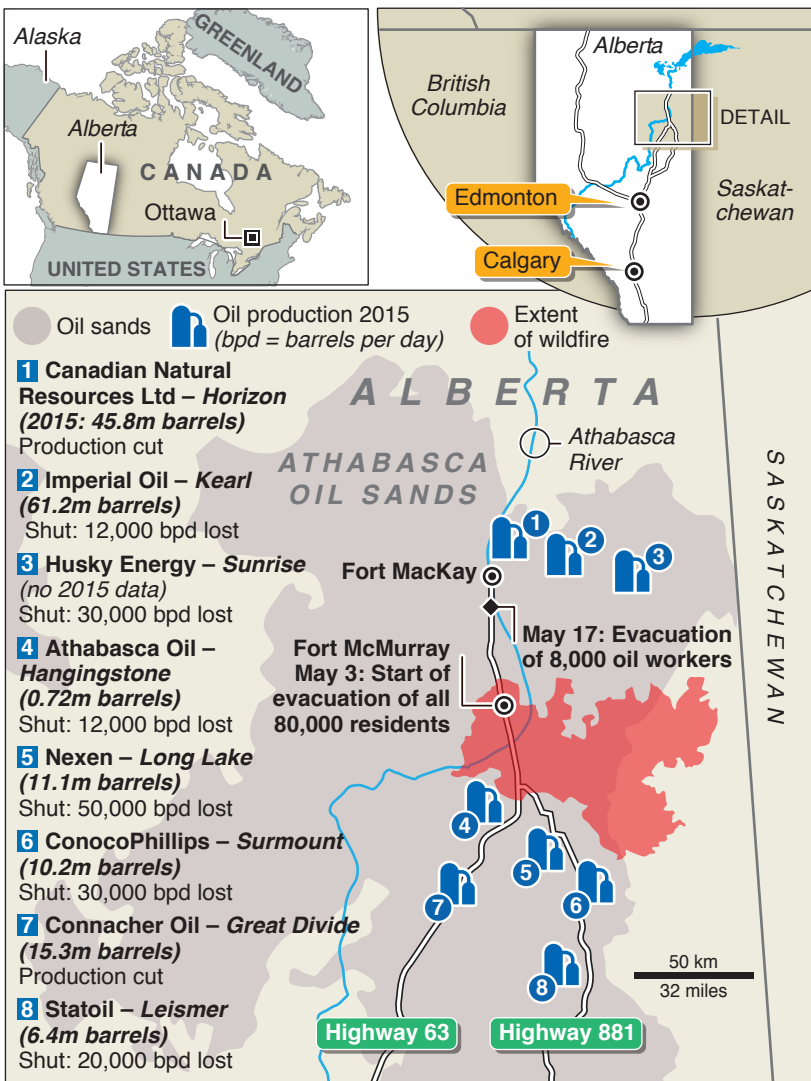 Alaska
GREENLAND
Alberta
CANADA
Ottawa
UNITED STATES
Alberta
British
Columbia
DETAIL
Saskat-
chewan
Edmonton
Calgary
Oil sands
Oil production 2015
(bpd = barrels per day)
Extent
of wildfire
1 Canadian Natural
Resources Ltd – Horizon
(2015: 45.8m barrels)
Production cut
2 Imperial Oil – Kearl
(61.2m barrels)
Shut: 12,000 bpd lost
3 Husky Energy – Sunrise
(no 2015 data)
Shut: 30,000 bpd lost
4 Athabasca Oil –
Hangingstone
(0.72m barrels)
Shut: 12,000 bpd lost
5 Nexen – Long Lake
(11.1m barrels)
Shut: 50,000 bpd lost
6 ConocoPhillips – Surmount
(10.2m barrels)
Shut: 30,000 bpd lost
7 Connacher Oil – Great Divide
(15.3m barrels)
Production cut
8 Statoil – Leismer
(6.4m barrels)
Shut: 20,000 bpd lost
ALBERTA
ATHABASCA
OIL SANDS
Athabasca
River
SASKATCHEWAN
1
2
3
Fort MacKay
May 17: Evacuation
of 8,000 oil workers
Fort McMurray
May 3: Start of
evacuation of all
80,000 residents
4
5
6
7
8
50 km
32 miles
Highway 63
Highway 881